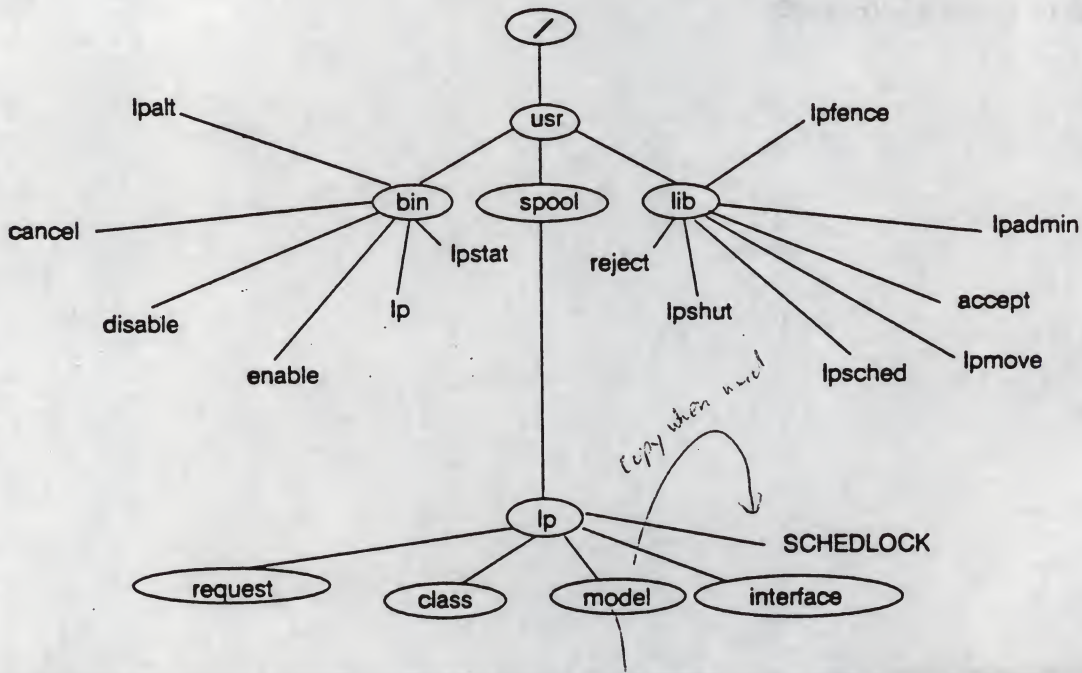 /
usr
lpalt
lpfence
bin
spool
lib
cancel
lpstat
reject
lpadmin
disable
lp
lpshut
accept
enable
lpsched
lpmove
copy when
lp
SCHEDLOCK
request
class
model
interface